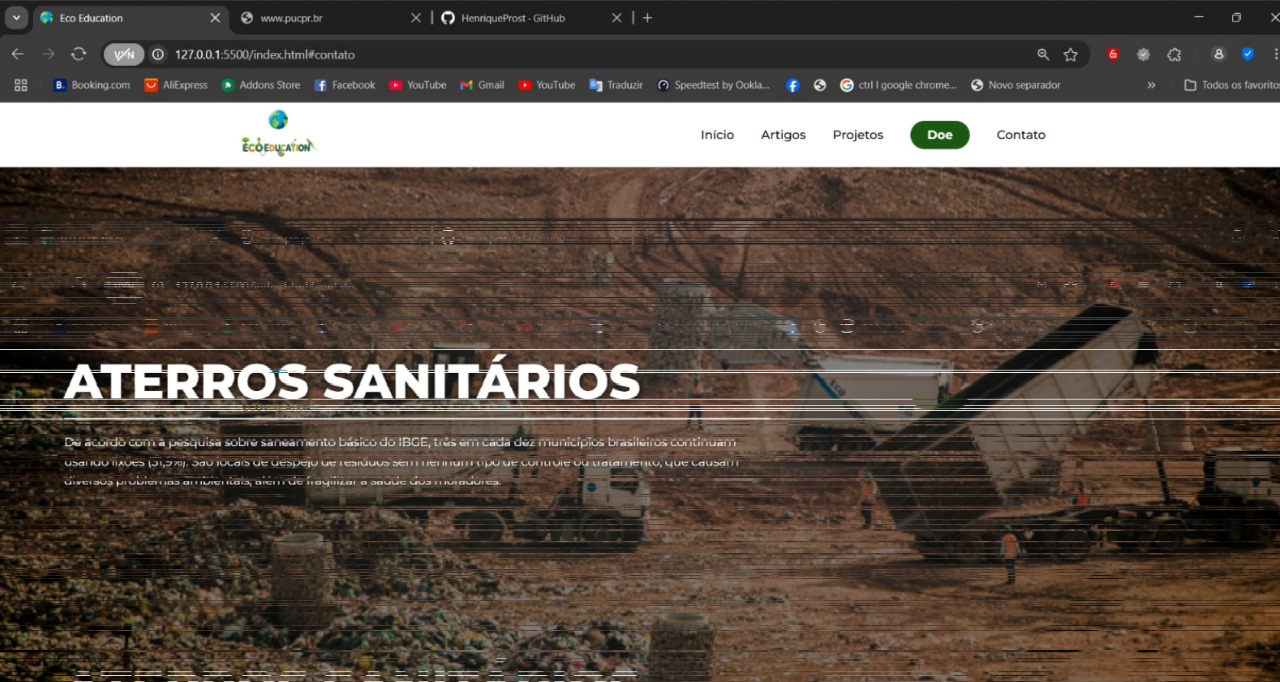 Eco Education
www.pucpr.br
HenriqueProst · GitHub
VPN
127.0.0.1:5500/index.html#contato
Booking.com
AliExpress
Addons Store
Facebook
YouTube
Gmail
YouTube
Traduzir
Speedtest by Ookla...
ctrl l google chrome...
Novo separador
Todos os favorito
ECO EDUCATION
Início
Artigos
Projetos
Doe
Contato
ATERROS SANITÁRIOS
De acordo com a pesquisa sobre saneamento básico do IBGE, três em cada dez municípios brasileiros continuam
usando lixões (31,9%). São locais de despejo de resíduos sem nenhum tipo de controle ou tratamento, que causam
diversos problemas ambientais, além de fragilizar a saúde dos moradores.
ECO